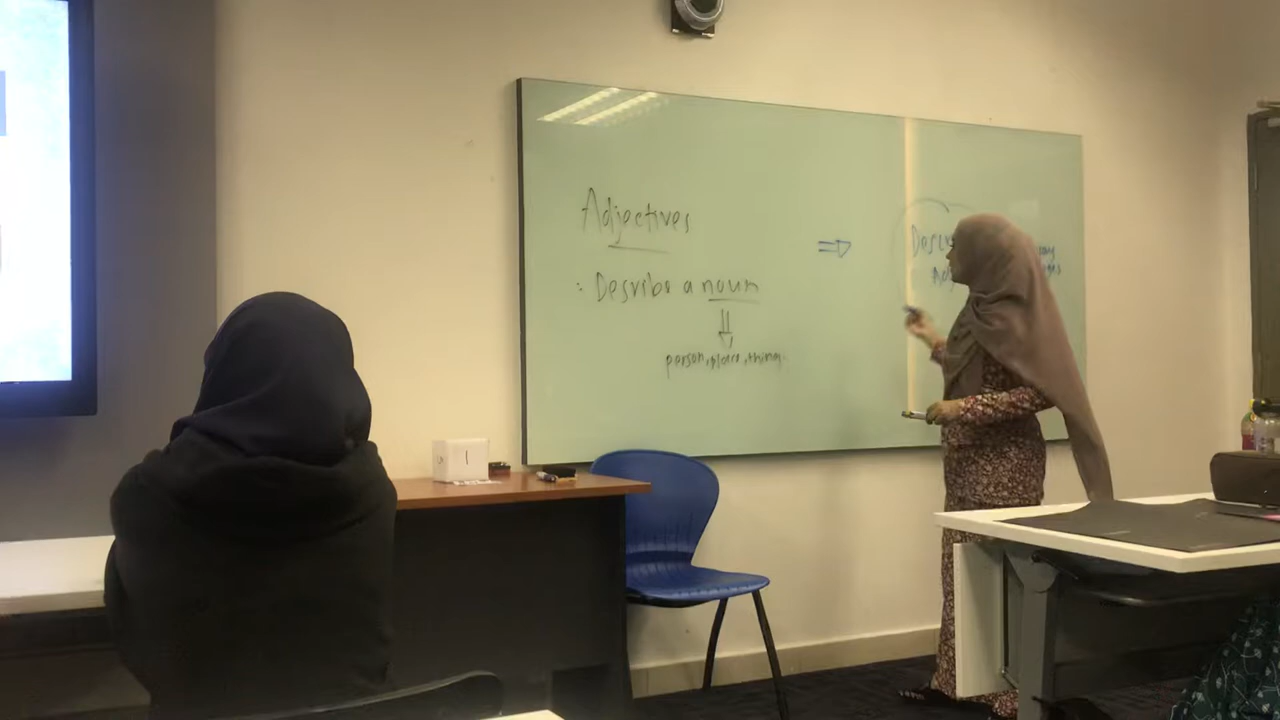 Adjectives
: Describe a noun
⇓
person, place, thing.
⇒